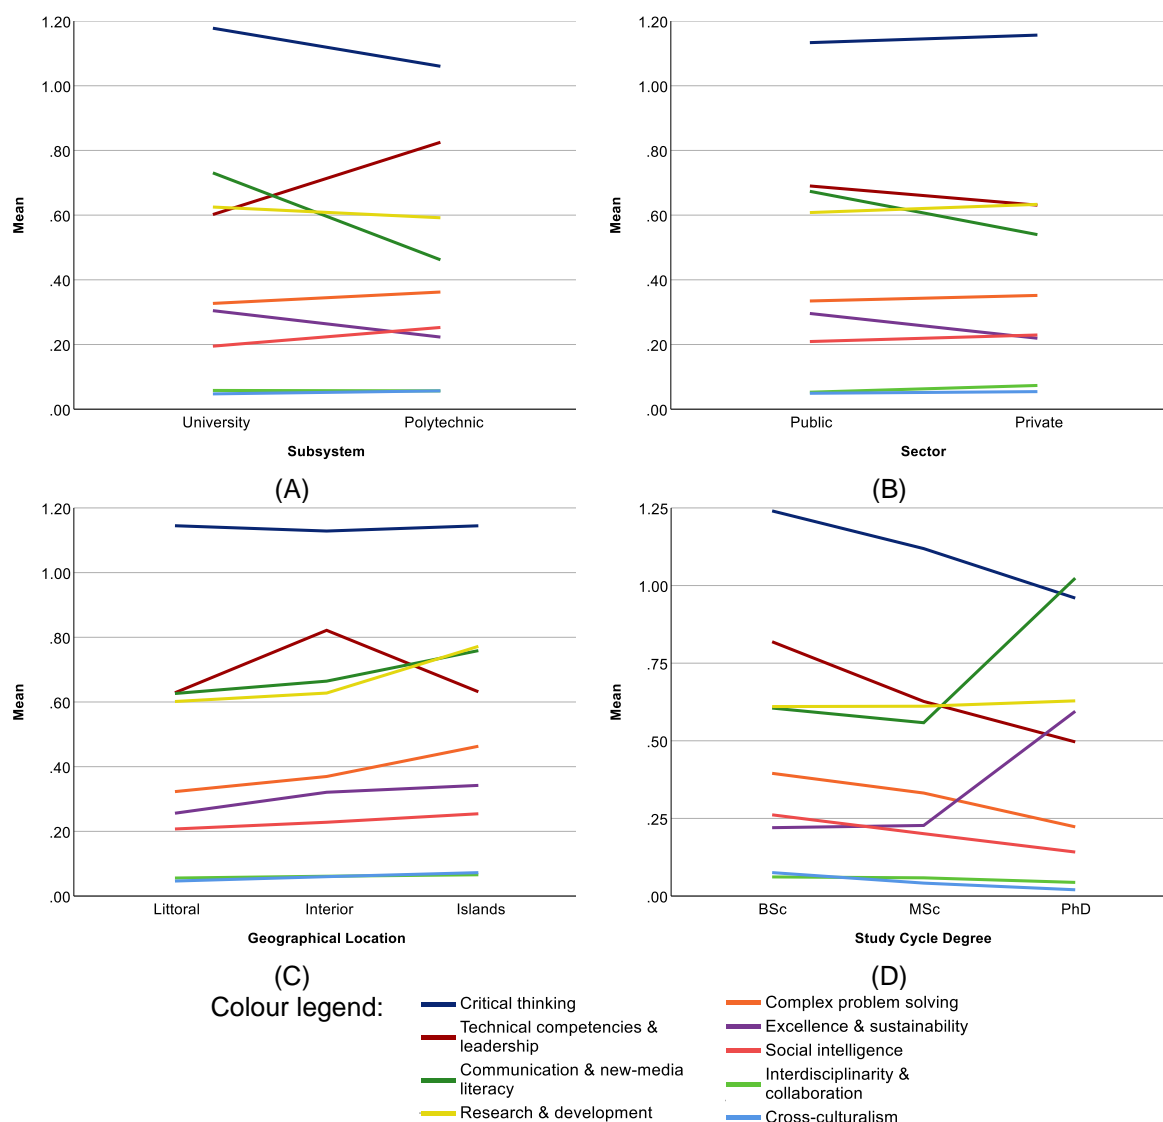 1.20
1.00
.80
.60
.40
.20
.00
Mean
University
Polytechnic
Subsystem
(A)
1.20
1.00
.80
.60
.40
.20
.00
Mean
Public
Private
Sector
(B)
1.20
1.00
.80
.60
.40
.20
.00
Mean
Littoral
Interior
Islands
Geographical Location
(C)
1.25
1.00
.75
.50
.25
.00
Mean
BSc
MSc
PhD
Study Cycle Degree
(D)
Colour legend:
Critical thinking
Technical competencies &
leadership
Communication & new-media
literacy
Research & development
Complex problem solving
Excellence & sustainability
Social intelligence
Interdisciplinarity &
collaboration
Cross-culturalism